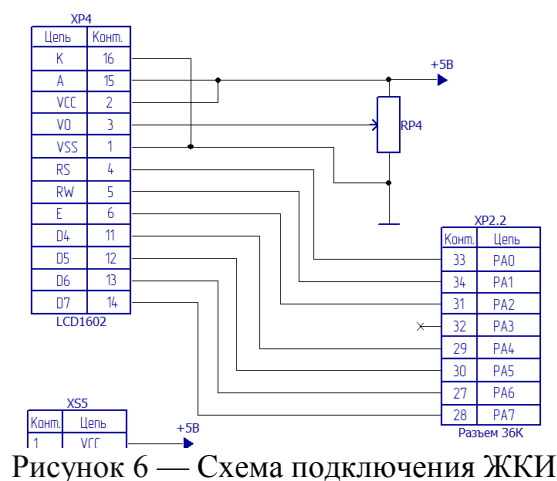 XP4
Цепь Конт.
K 16
A 15
VCC 2
VO 3
VSS 1
RS 4
RW 5
E 6
D4 11
D5 12
D6 13
D7 14
LCD1602
+5В
RP4
XP2.2
Конт. Цепь
33 PA0
34 PA1
31 PA2
32 PA3
29 PA4
30 PA5
27 PA6
28 PA7
Разъем 36К
XS5
Конт. Цепь
1 VCC
+5В
Рисунок 6 — Схема подключения ЖКИ